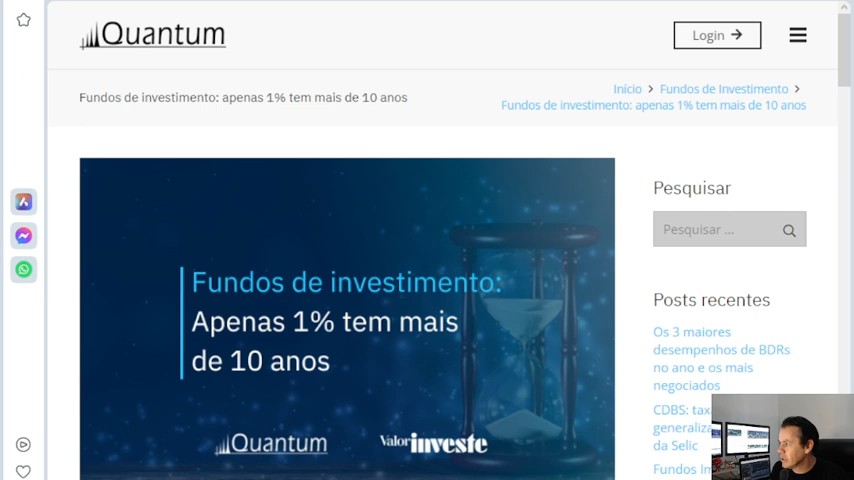 Quantum
Login
Fundos de investimento: apenas 1% tem mais de 10 anos
Início > Fundos de Investimento >
Fundos de investimento: apenas 1% tem mais de 10 anos
Fundos de investimento:
Apenas 1% tem mais
de 10 anos
Quantum
Valor investe
Pesquisar
Pesquisar ...
Posts recentes
Os 3 maiores
desempenhos de BDRs
no ano e os mais
negociados
CDBS:
generaliza
da Selic
Fundos